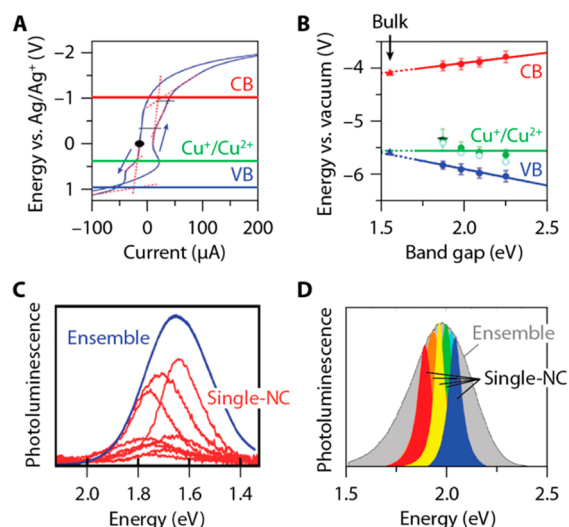 A
Energy vs. Ag/Ag⁺ (V)
−2
−1
0
1
CB
Cu⁺/Cu²⁺
VB
−100
0
100
200
Current (µA)
B
Bulk
Energy vs. vacuum (V)
−4
−5
−6
CB
Cu⁺/Cu²⁺
VB
1.0
1.5
2.0
2.5
Band gap (eV)
C
Photoluminescence
Ensemble
Single-NC
2.0
1.8
1.6
1.4
Energy (eV)
D
Photoluminescence
Ensemble
Single-NC
1.5
2.0
2.5
Energy (eV)